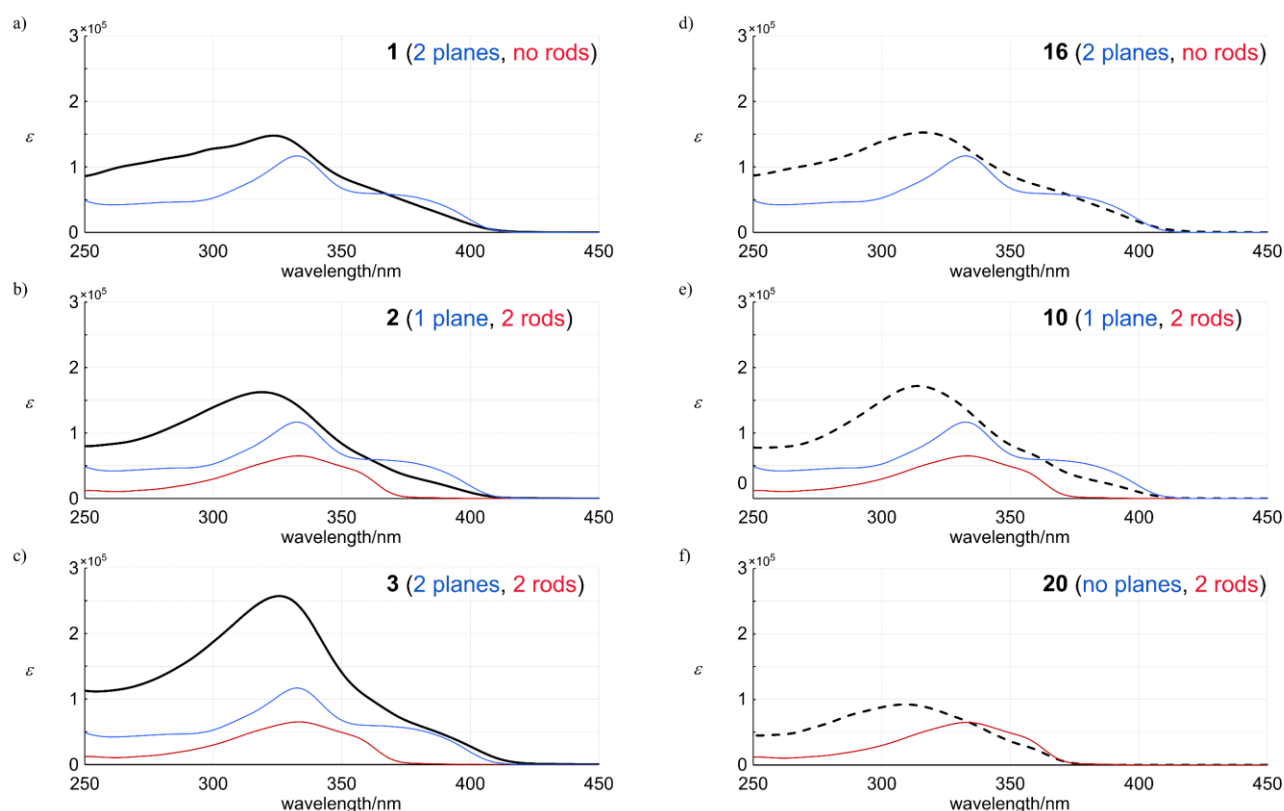 a)
3 ×10⁵
1 (2 planes, no rods)
2
ε
1
0
250 300 350 400 450
wavelength/nm
b)
3 ×10⁵
2 (1 plane, 2 rods)
2
ε
1
0
250 300 350 400 450
wavelength/nm
c)
3 ×10⁵
3 (2 planes, 2 rods)
2
ε
1
0
250 300 350 400 450
wavelength/nm
d)
3 ×10⁵
16 (2 planes, no rods)
2
ε
1
0
250 300 350 400 450
wavelength/nm
e)
3 ×10⁵
10 (1 plane, 2 rods)
2
ε
1
0
250 300 350 400 450
wavelength/nm
f)
3 ×10⁵
20 (no planes, 2 rods)
2
ε
1
0
250 300 350 400 450
wavelength/nm